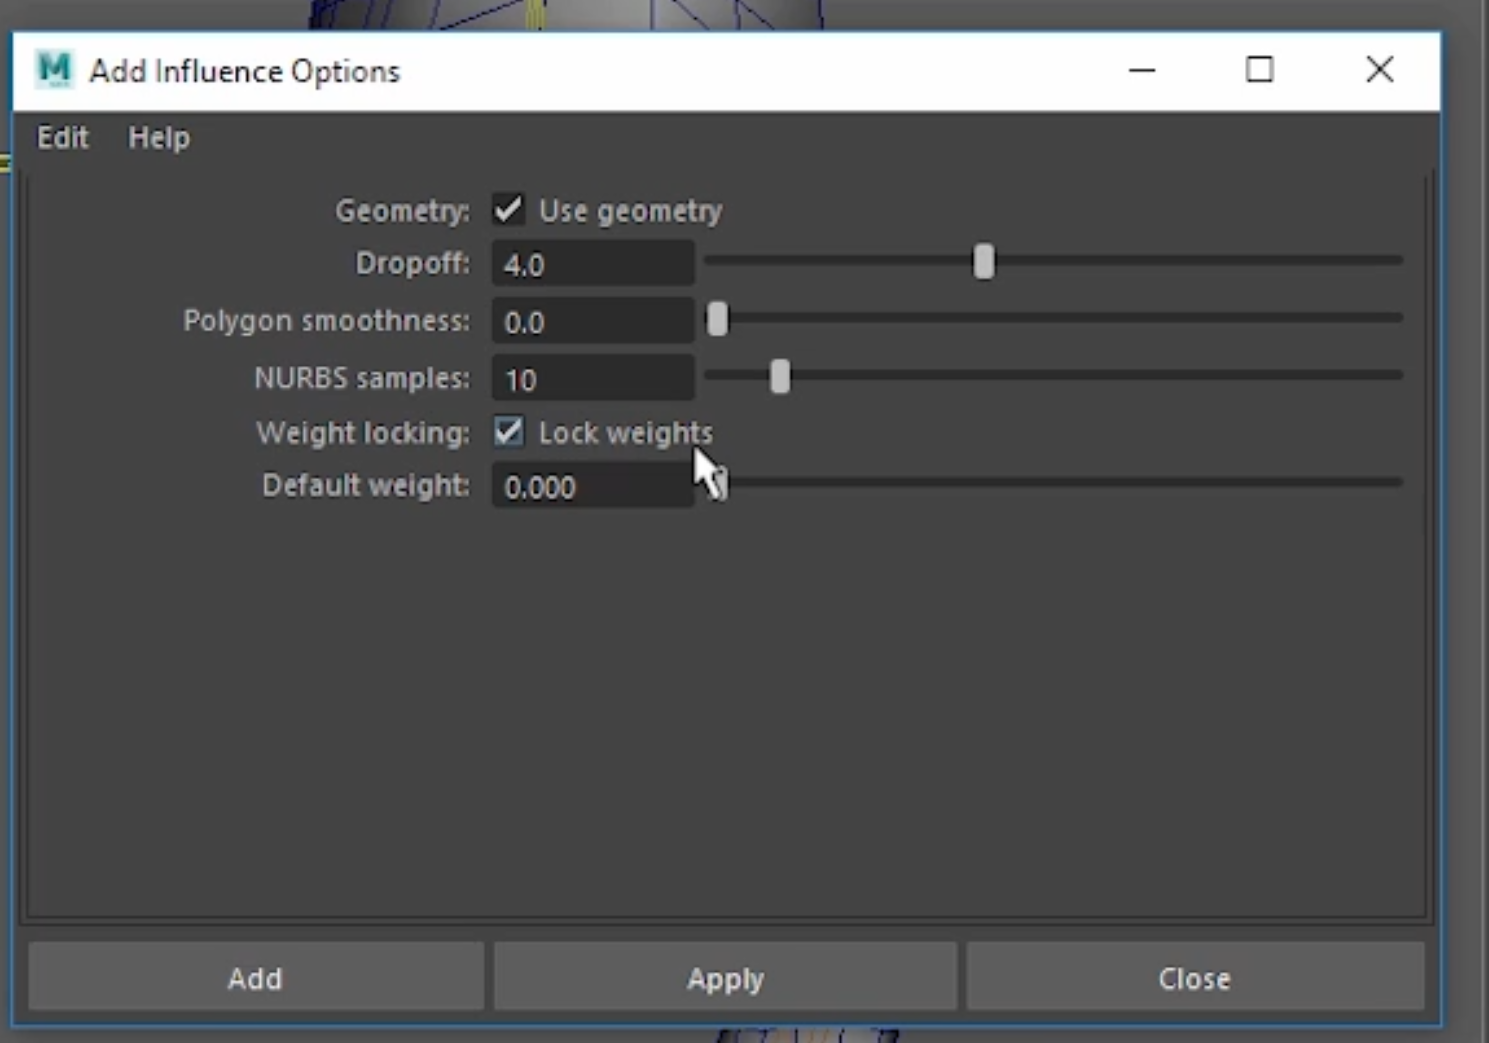 Add Influence Options
Edit Help
Geometry: Use geometry
Dropoff: 4.0
Polygon smoothness: 0.0
NURBS samples: 10
Weight locking: Lock weights
Default weight: 0.000
Add Apply Close